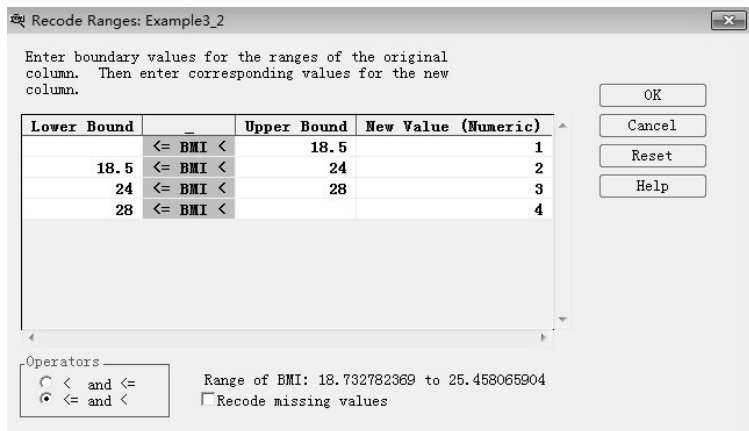 Recode Ranges: Example3_2
Enter boundary values for the ranges of the original
column. Then enter corresponding values for the new
column.
OK
Cancel
Reset
Help
Lower Bound _ Upper Bound New Value (Numeric)
<= BMI < 18.5 1
18.5 <= BMI < 24 2
24 <= BMI < 28 3
28 <= BMI < 4
Operators
< and <=
<= and <
Range of BMI: 18.732782369 to 25.458065904
Recode missing values